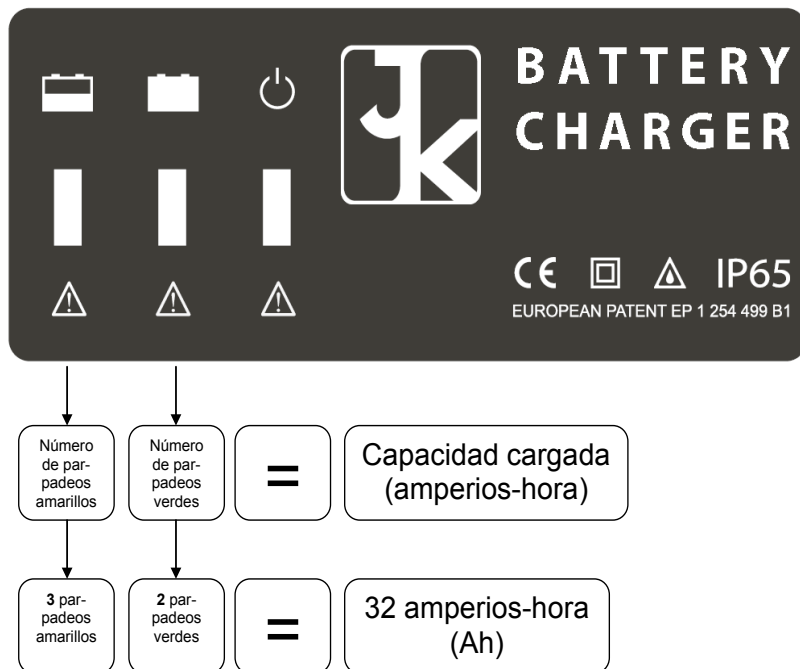 JK
BATTERY
CHARGER
CE IP65
EUROPEAN PATENT EP 1 254 499 B1
Número
de par-
padeos
amarillos
Número
de par-
padeos
verdes
=
Capacidad cargada
(amperios-hora)
3 par-
padeos
amarillos
2 par-
padeos
verdes
=
32 amperios-hora
(Ah)